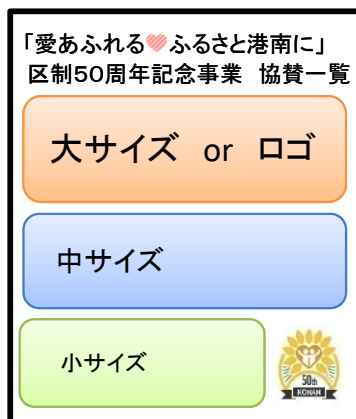 「愛あふれる💗ふるさと港南に」
区制50周年記念事業 協賛一覧
大サイズ or ロゴ
中サイズ
小サイズ
50th
KONAN